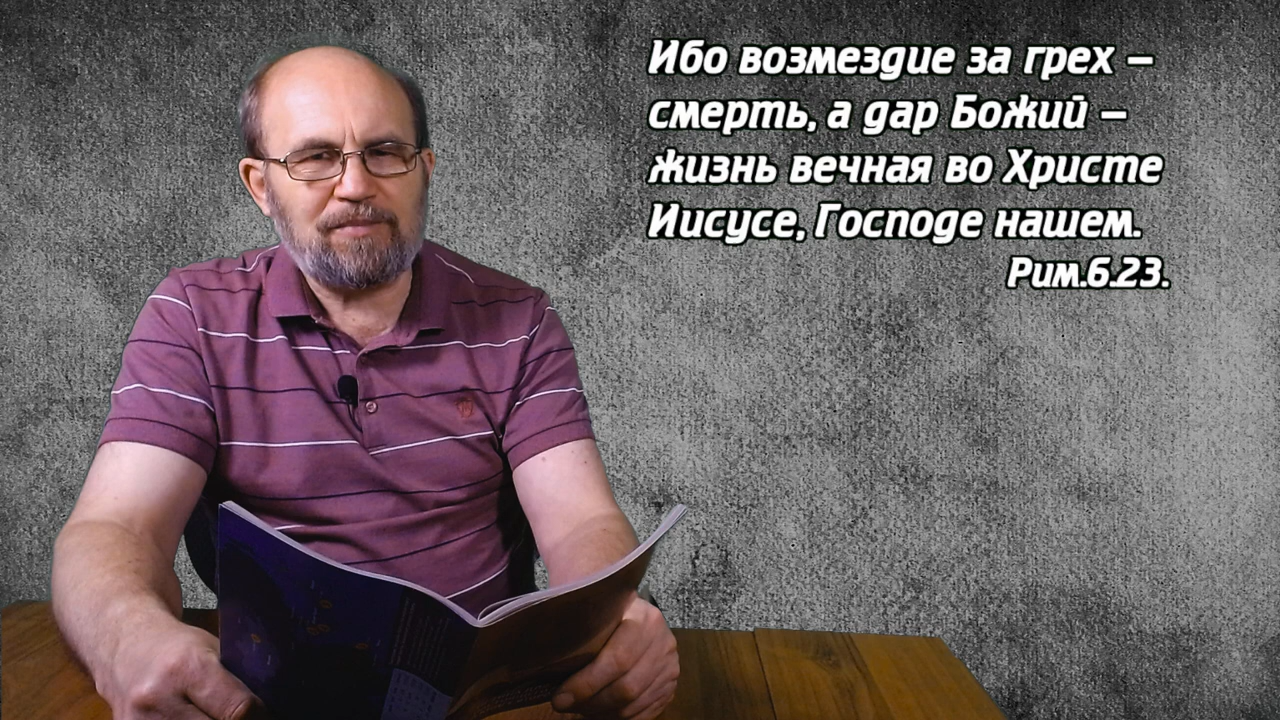 Ибо возмездие за грех –
смерть, а дар Божий –
жизнь вечная во Христе
Иисусе, Господе нашем.
Рим.6.23.